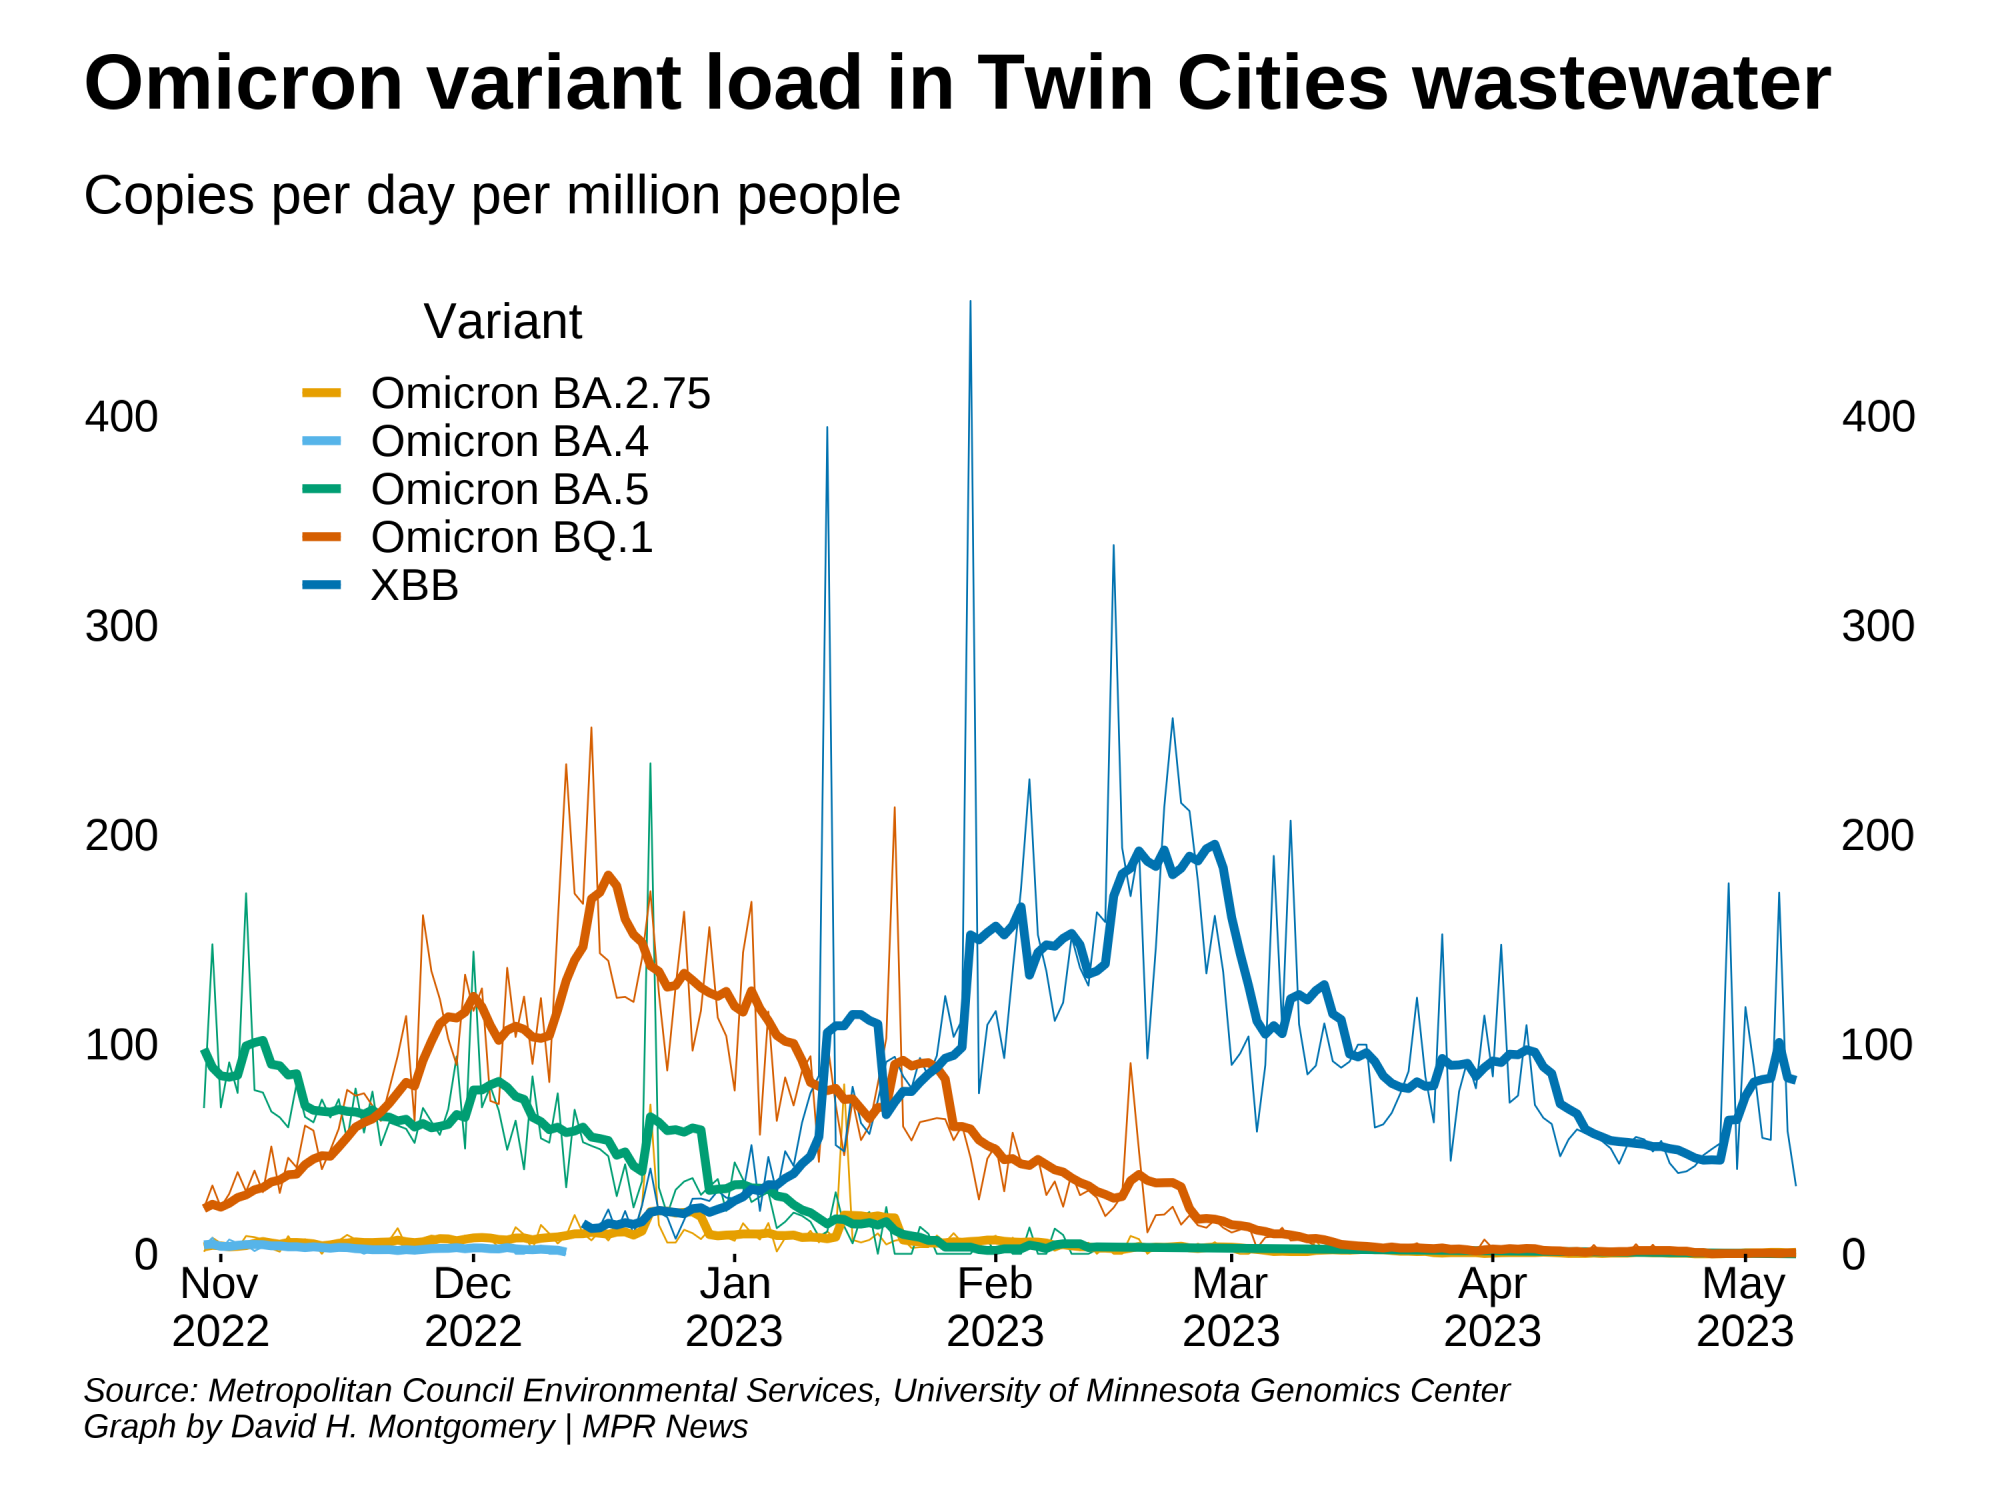 Omicron variant load in Twin Cities wastewater
Copies per day per million people
Variant
Omicron BA.2.75
Omicron BA.4
Omicron BA.5
Omicron BQ.1
XBB
400 400
300 300
200 200
100 100
0 0
Nov Dec Jan Feb Mar Apr May
2022 2022 2023 2023 2023 2023 2023
Source: Metropolitan Council Environmental Services, University of Minnesota Genomics Center
Graph by David H. Montgomery | MPR News